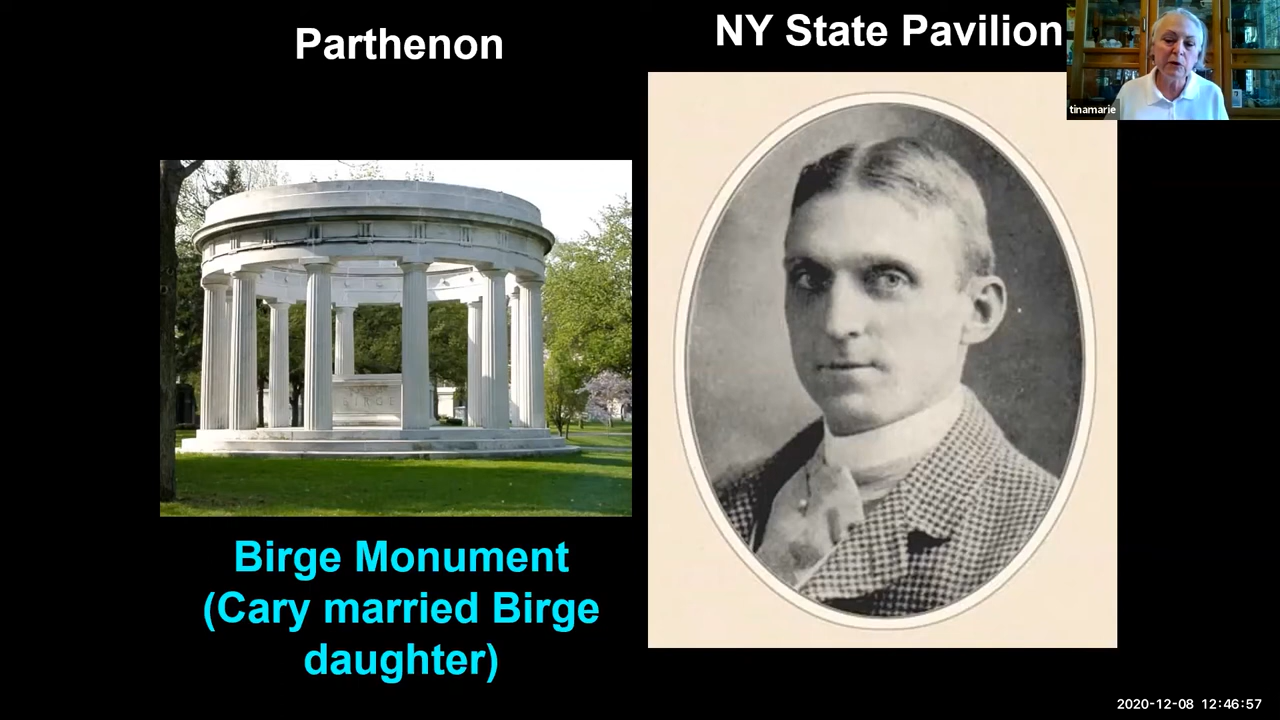 Parthenon
NY State Pavilion
tinamarie
BIRGE
Birge Monument
(Cary married Birge
daughter)
2020-12-08 12:46:57